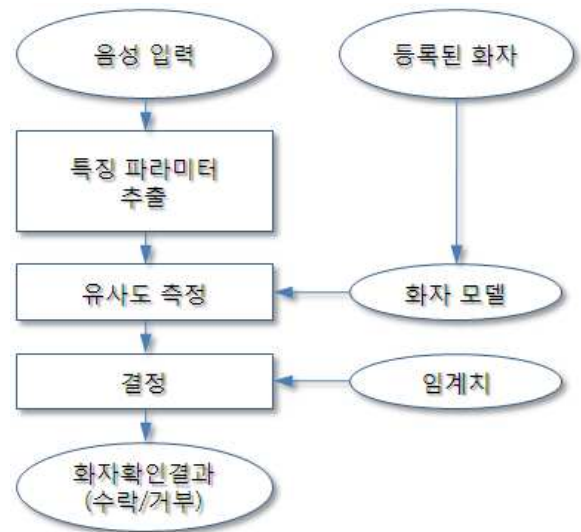 음성 입력
등록된 화자
특징 파라미터
추출
유사도 측정
화자 모델
결정
임계치
화자확인결과
(수락/거부)